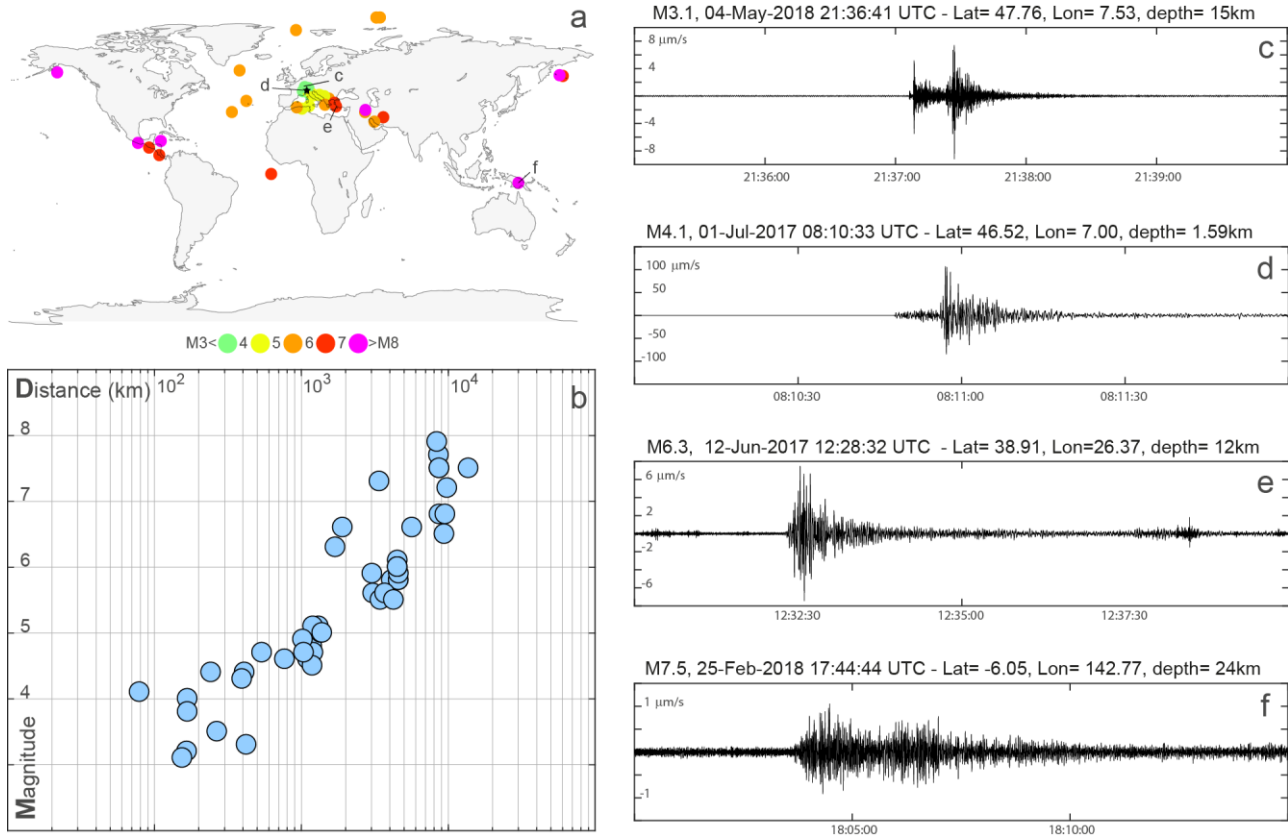 a
c
d
e
f
M3< 4 5 6 7 >M8
Distance (km) 10² 10³ 10⁴ b
8
7
6
5
4
Magnitude
M3.1, 04-May-2018 21:36:41 UTC - Lat= 47.76, Lon= 7.53, depth= 15km
8 µm/s
c
4
-4
-8
21:36:00 21:37:00 21:38:00 21:39:00
M4.1, 01-Jul-2017 08:10:33 UTC - Lat= 46.52, Lon= 7.00, depth= 1.59km
100 µm/s
d
50
-50
-100
08:10:30 08:11:00 08:11:30
M6.3, 12-Jun-2017 12:28:32 UTC - Lat= 38.91, Lon=26.37, depth= 12km
6 µm/s
e
2
-2
-6
12:32:30 12:35:00 12:37:30
M7.5, 25-Feb-2018 17:44:44 UTC - Lat= -6.05, Lon= 142.77, depth= 24km
1 µm/s
f
-1
18:05:00 18:10:00